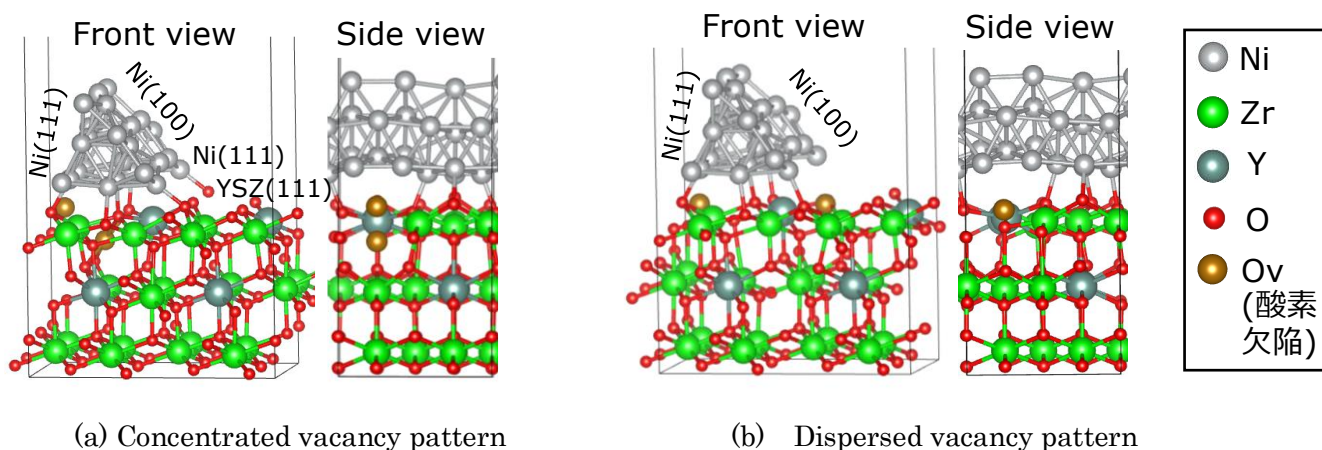 Front view
Side view
Ni(111)
Ni(100)
Ni(111)
YSZ(111)
(a) Concentrated vacancy pattern
Front view
Side view
Ni(111)
Ni(100)
(b) Dispersed vacancy pattern
Ni
Zr
Y
O
Ov
(酸素
欠陥)